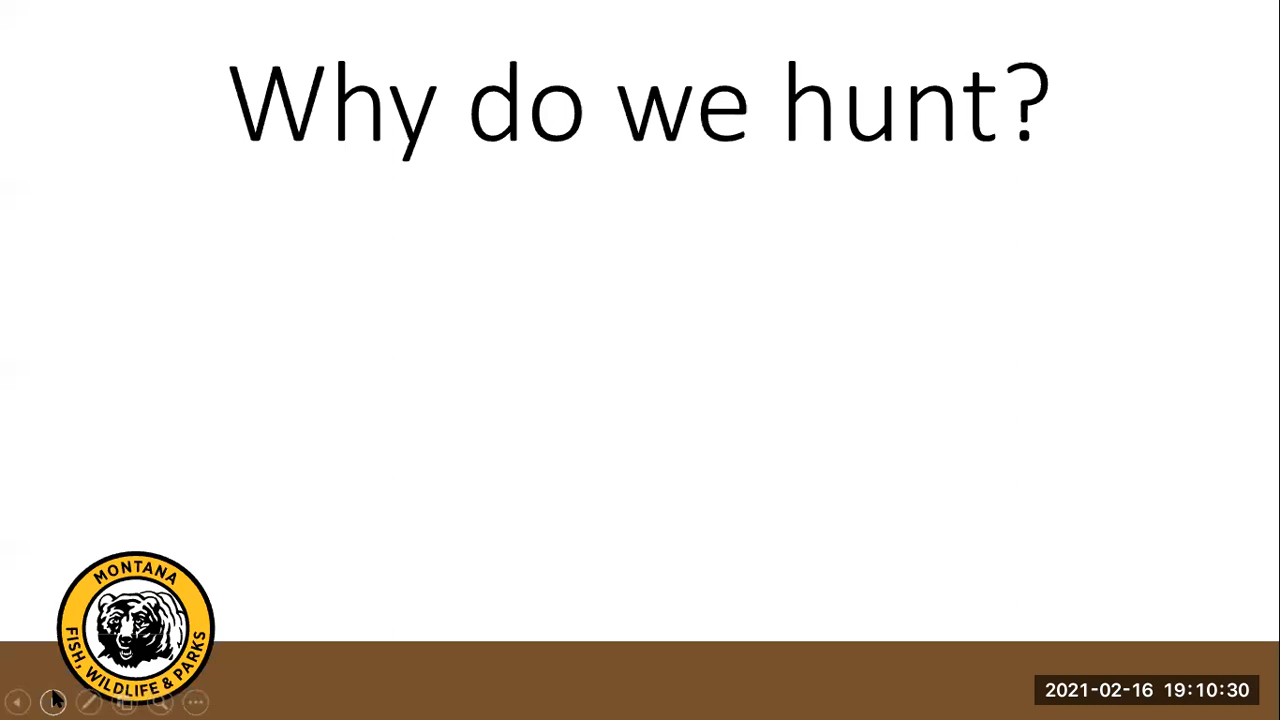 Why do we hunt?
MONTANA
FISH, WILDLIFE & PARKS
2021-02-16 19:10:30